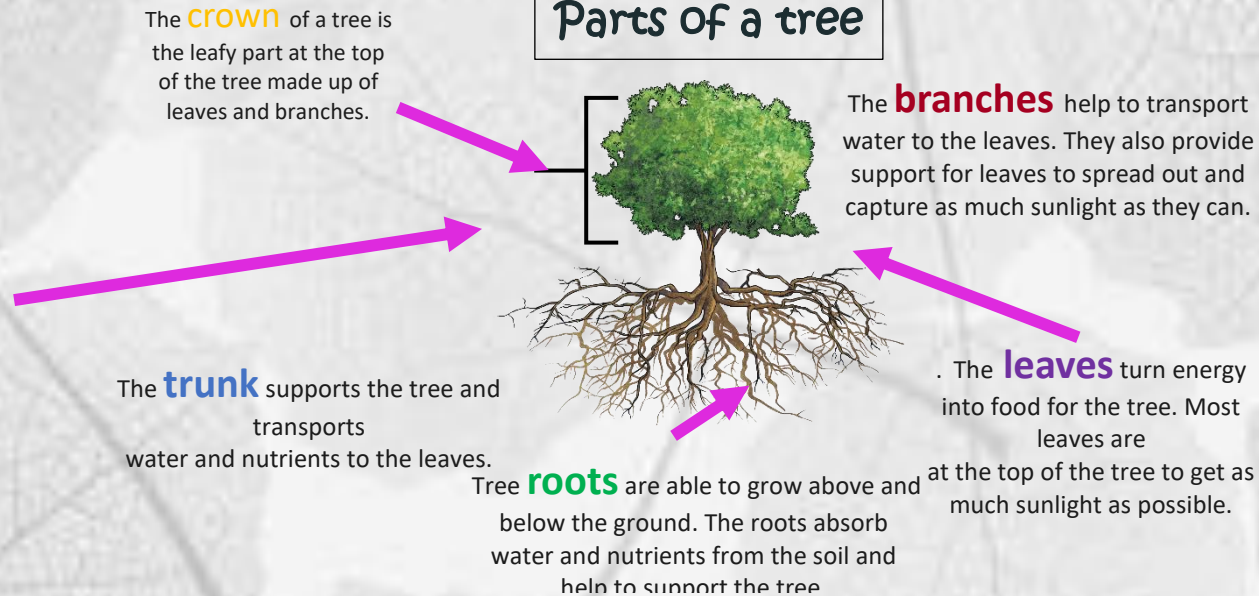 Parts of a tree
The crown of a tree is
the leafy part at the top
of the tree made up of
leaves and branches.
The branches help to transport
water to the leaves. They also provide
support for leaves to spread out and
capture as much sunlight as they can.
The trunk supports the tree and
transports
water and nutrients to the leaves.
. The leaves turn energy
into food for the tree. Most
leaves are
at the top of the tree to get as
much sunlight as possible.
Tree roots are able to grow above and
below the ground. The roots absorb
water and nutrients from the soil and
help to support the tree